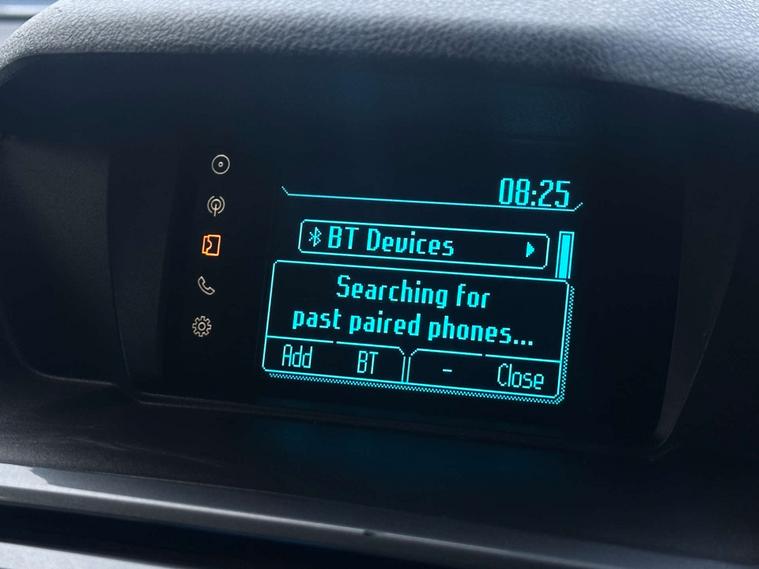 08:25
BT Devices
Searching for
past paired phones...
Add BT - Close